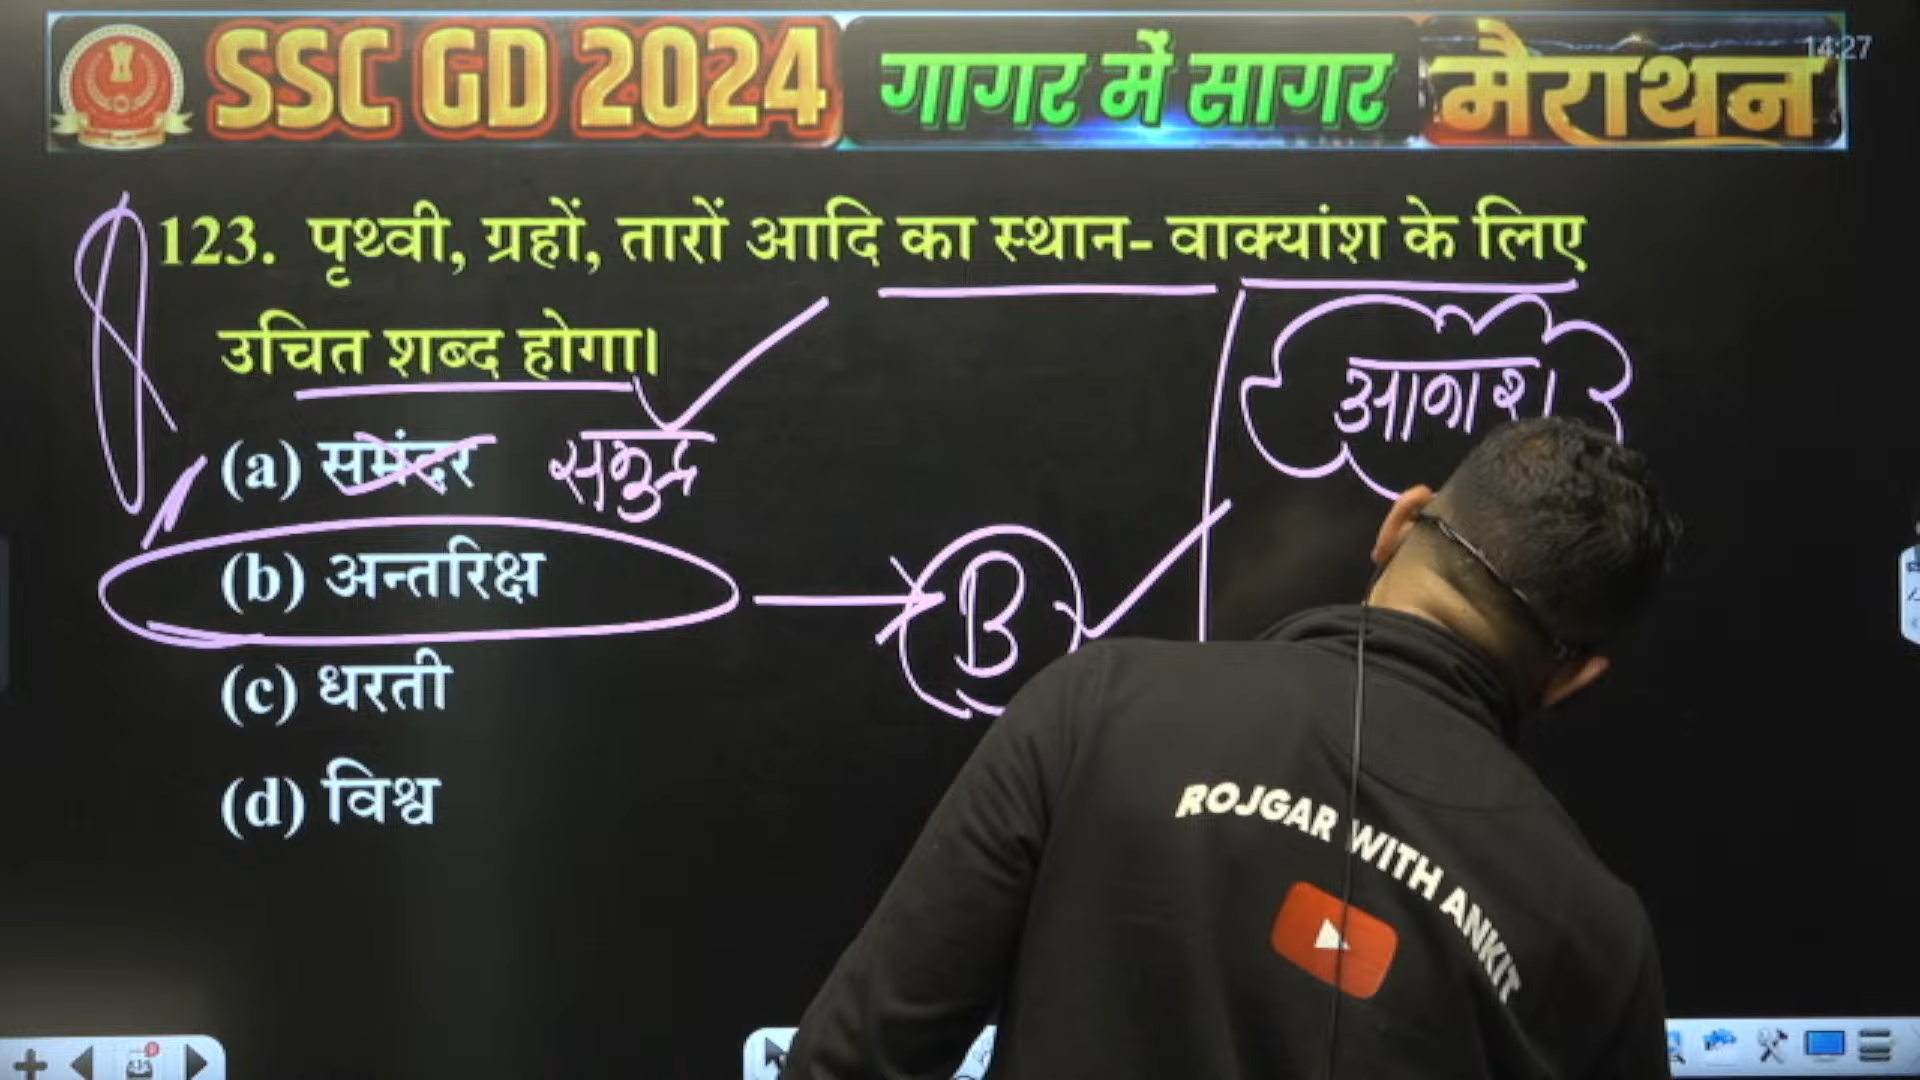 SSC GD 2024 गागर में सागर मैराथन
14:27
123. पृथ्वी, ग्रहों, तारों आदि का स्थान- वाक्यांश के लिए
उचित शब्द होगा।
आकाश
(a) समंदर समुद्र
(b) अन्तरिक्ष B
(c) धरती
(d) विश्व
ROJGAR WITH ANKIT